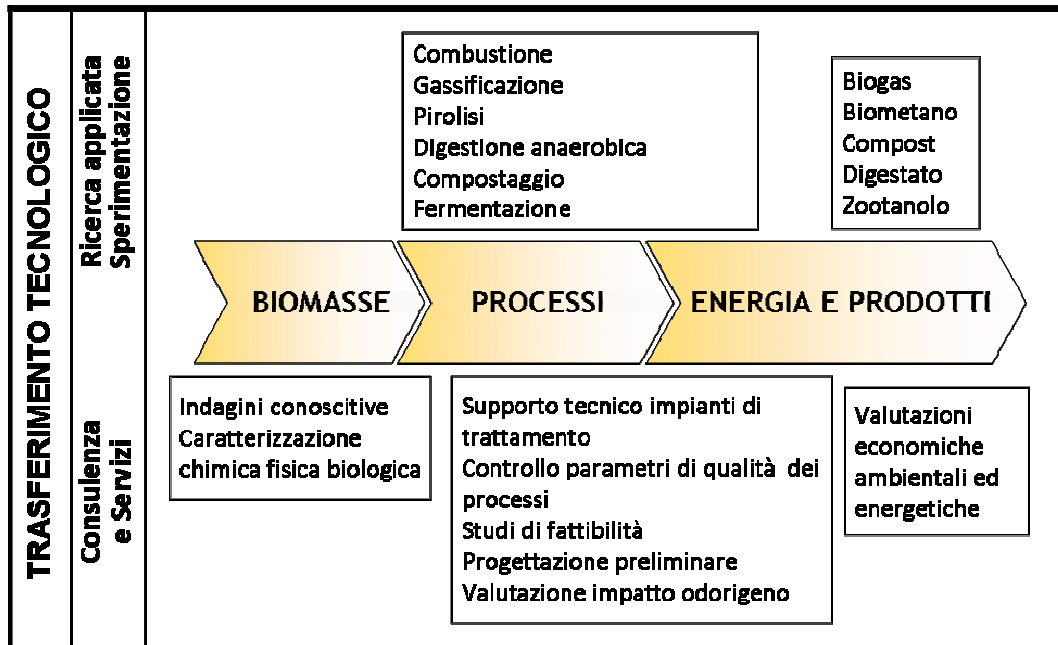 TRASFERIMENTO TECNOLOGICO
Ricerca applicata
Sperimentazione
Combustione
Gassificazione
Pirolisi
Digestione anaerobica
Compostaggio
Fermentazione
Biogas
Biometano
Compost
Digestato
Zootanolo
BIOMASSE
PROCESSI
ENERGIA E PRODOTTI
Consulenza
e Servizi
Indagini conoscitive
Caratterizzazione
chimica fisica biologica
Supporto tecnico impianti di
trattamento
Controllo parametri di qualità dei
processi
Studi di fattibilità
Progettazione preliminare
Valutazione impatto odorigeno
Valutazioni
economiche
ambientali ed
energetiche